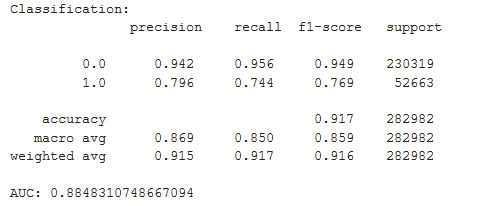 Classification:
precision recall f1-score support
0.0 0.942 0.956 0.949 230319
1.0 0.796 0.744 0.769 52663
accuracy 0.917 282982
macro avg 0.869 0.850 0.859 282982
weighted avg 0.915 0.917 0.916 282982
AUC: 0.8848310748667094